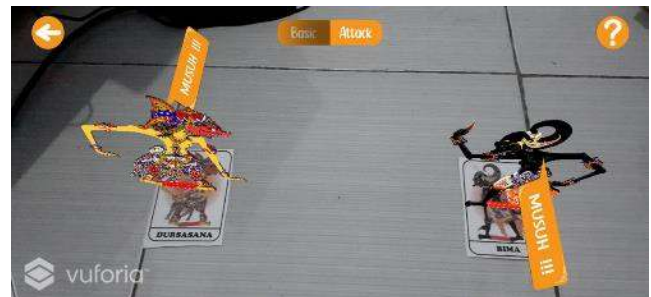 Basic Attack
?
MUSUH !!!
MUSUH !!!
DURSASANA
BIMA
vuforia